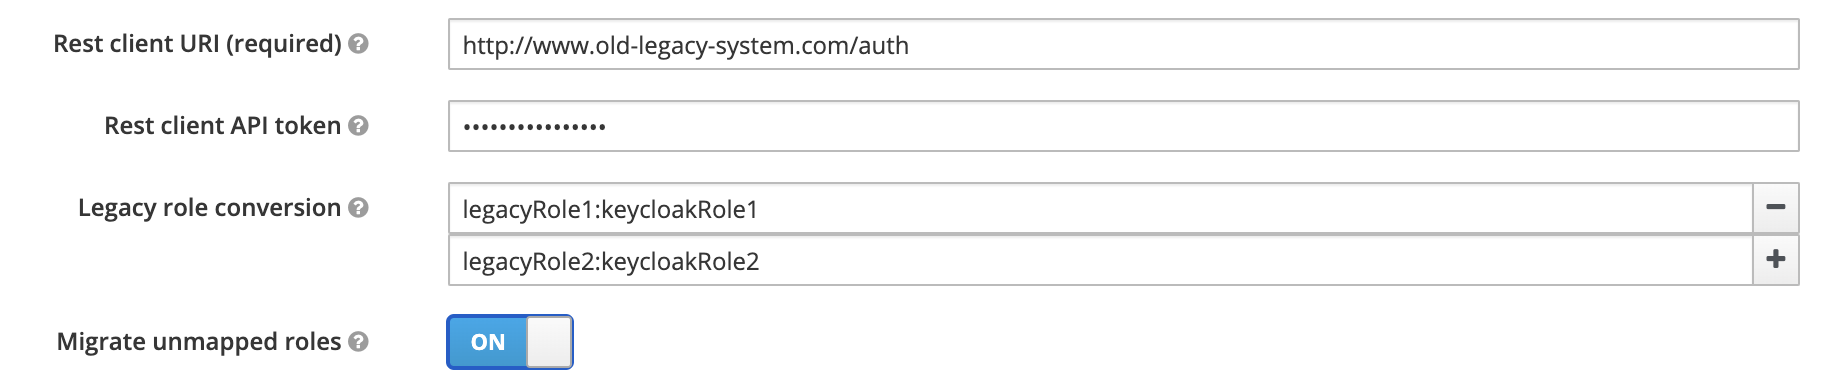 Rest client URI (required) ?
http://www.old-legacy-system.com/auth
Rest client API token ?
••••••••••••••••
Legacy role conversion ?
legacyRole1:keycloakRole1
legacyRole2:keycloakRole2
Migrate unmapped roles ?
ON